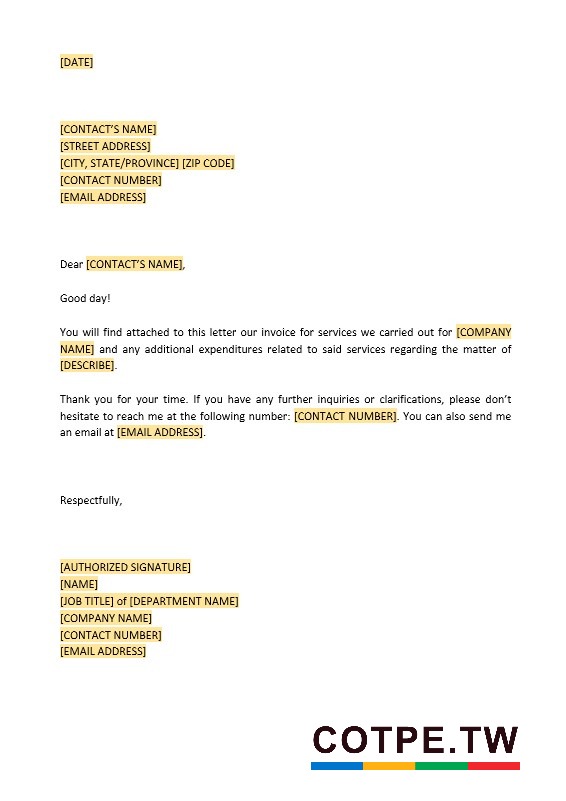 [DATE]
[CONTACT’S NAME]
[STREET ADDRESS]
[CITY, STATE/PROVINCE] [ZIP CODE]
[CONTACT NUMBER]
[EMAIL ADDRESS]
Dear [CONTACT’S NAME],
Good day!
You will find attached to this letter our invoice for services we carried out for [COMPANY
NAME] and any additional expenditures related to said services regarding the matter of
[DESCRIBE].
Thank you for your time. If you have any further inquiries or clarifications, please don’t
hesitate to reach me at the following number: [CONTACT NUMBER]. You can also send me
an email at [EMAIL ADDRESS].
Respectfully,
[AUTHORIZED SIGNATURE]
[NAME]
[JOB TITLE] of [DEPARTMENT NAME]
[COMPANY NAME]
[CONTACT NUMBER]
[EMAIL ADDRESS]
COTPE.TW